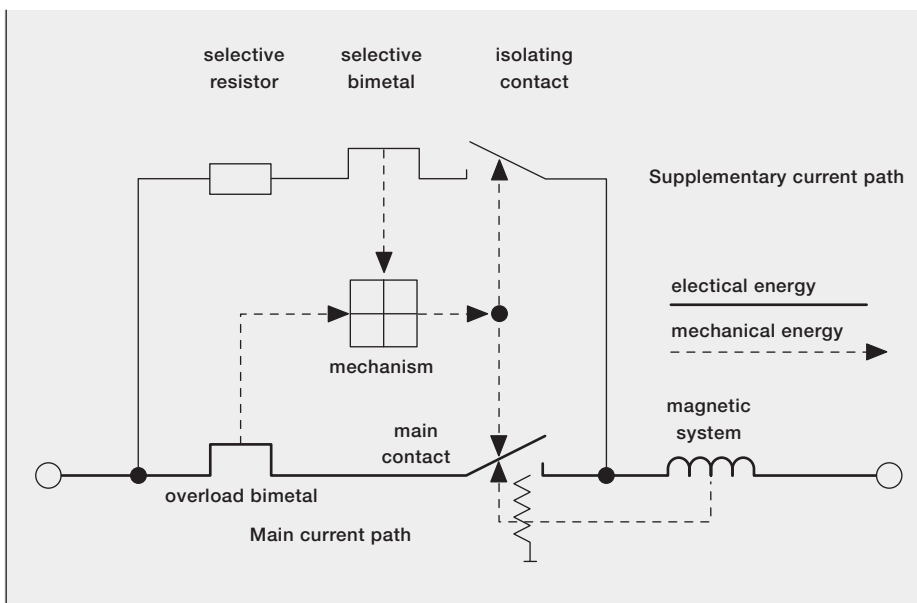 selective
resistor
selective
bimetal
isolating
contact
Supplementary current path
electical energy
mechanical energy
mechanism
magnetic
system
main
contact
overload bimetal
Main current path